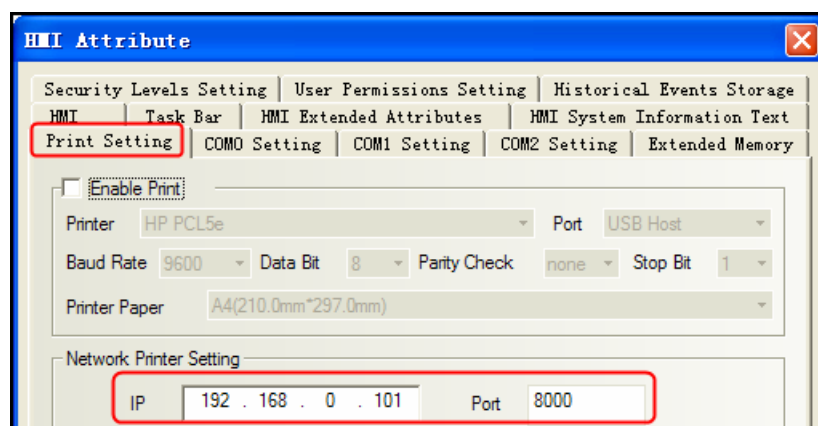 HMI Attribute
Security Levels Setting User Permissions Setting Historical Events Storage
HMI Task Bar HMI Extended Attributes HMI System Information Text
Print Setting COM0 Setting COM1 Setting COM2 Setting Extended Memory
Enable Print
Printer HP PCL5e Port USB Host
Baud Rate 9600 Data Bit 8 Parity Check none Stop Bit 1
Printer Paper A4(210.0mm*297.0mm)
Network Printer Setting
IP 192 . 168 . 0 . 101 Port 8000